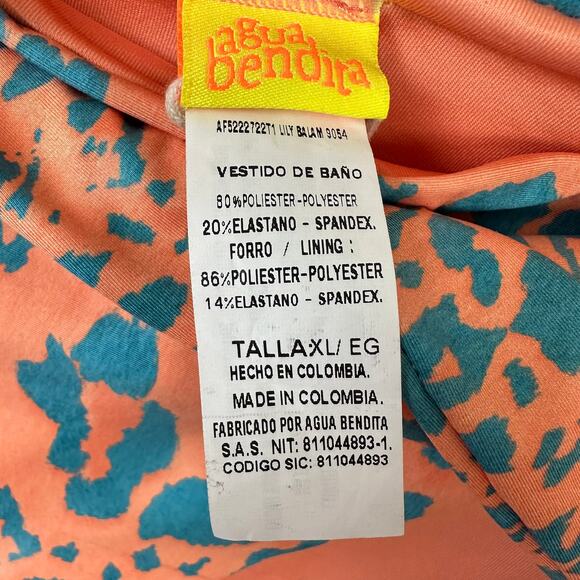 agua
bendita
AF5222722T1 LILY BALAM 9054
VESTIDO DE BAÑO
80%POLIESTER-POLYESTER
20%ELASTANO - SPANDEX.
FORRO / LINING :
86%POLIESTER-POLYESTER
14%ELASTANO - SPANDEX.
TALLA:XL/ EG
HECHO EN COLOMBIA.
MADE IN COLOMBIA.
FABRICADO POR AGUA BENDITA
S.A.S. NIT: 811044893-1.
CODIGO SIC: 811044893